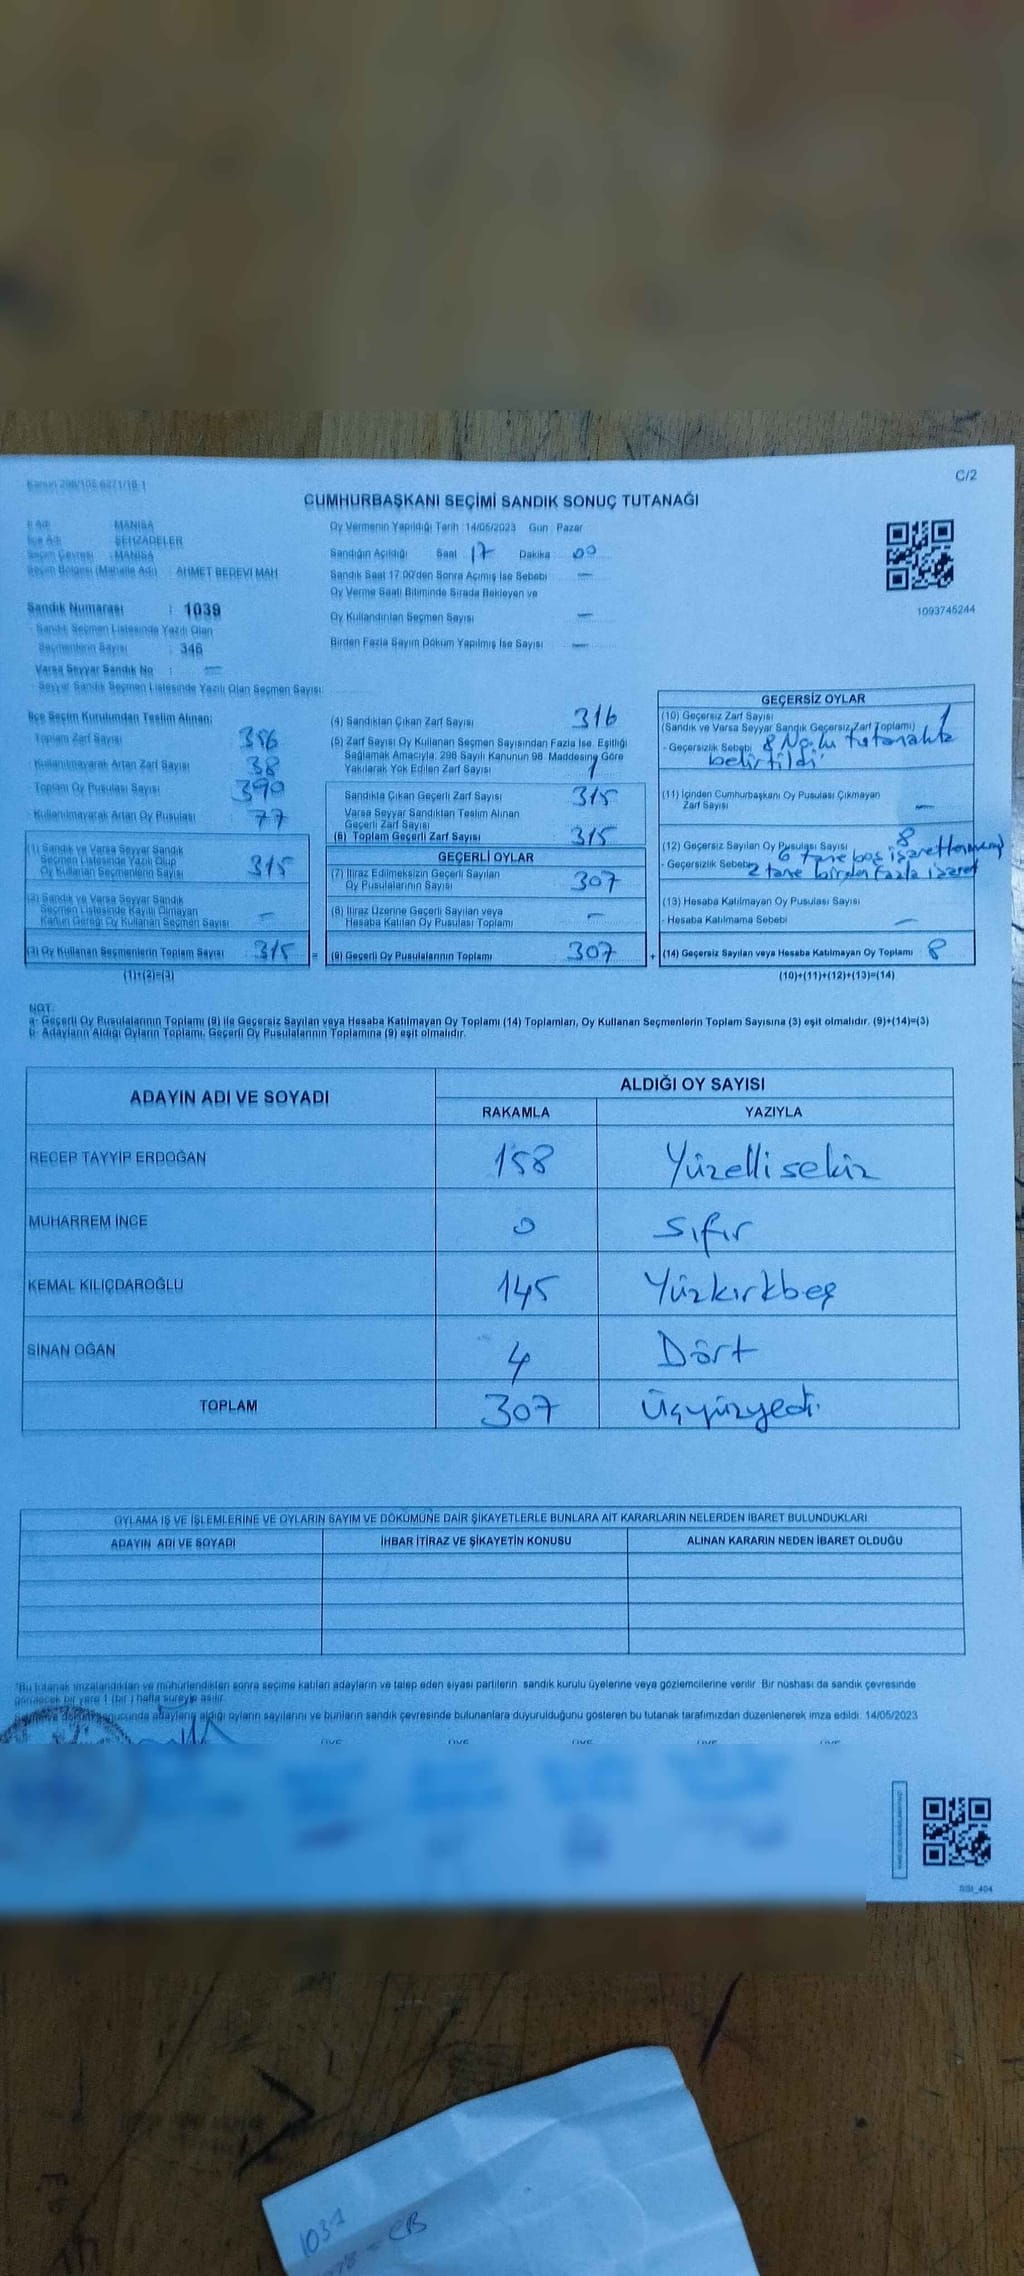 Kanun 298/105-6271/18-1
C/2
CUMHURBAŞKANI SEÇİMİ SANDIK SONUÇ TUTANAĞI
İl Adı MANİSA
İlçe Adı ŞEHZADELER
Seçim Çevresi : MANİSA
Seçim Bölgesi (Mahalle Adı) : AHMET BEDEVİ MAH
Sandık Numarası : 1039
Sandık Seçmen Listesinde Yazılı Olan
Seçmenlerin Sayısı : 346
Varsa Seyyar Sandık No : —
Seyyar Sandık Seçmen Listesinde Yazılı Olan Seçmen Sayısı:
Oy Vermenin Yapıldığı Tarih :14/05/2023 Gün : Pazar
Sandığın Açıldığı Saat 17 Dakika 00
Sandık Saat 17:00'den Sonra Açımış İse Sebebi —
Oy Verme Saati Bitiminde Sırada Bekleyen ve
Oy Kullandırılan Seçmen Sayısı —
Birden Fazla Sayım Döküm Yapılmış İse Sayısı —
1093745244
İlçe Seçim Kurulundan Teslim Alınan:
Toplam Zarf Sayısı
Kullanılmayarak Artan Zarf Sayısı 38
Toplam Oy Pusulası Sayısı 390
Kullanılmayarak Artan Oy Pusulası 77
(1) Sandık ve Varsa Seyyar Sandık
Seçmen Listesinde Yazılı Olup
Oy Kullanan Seçmenlerin Sayısı 315
(2) Sandık ve Varsa Seyyar Sandık
Seçmen Listesinde Kayıtlı Olmayan
Kanun Gereği Oy Kullanan Seçmen Sayısı —
(3) Oy Kullanan Seçmenlerin Toplam Sayısı 315 =
(1)+(2)=(3)
(4) Sandıktan Çıkan Zarf Sayısı 316
(5) Zarf Sayısı Oy Kullanan Seçmen Sayısından Fazla İse, Eşitliği
Sağlamak Amacıyla, 298 Sayılı Kanunun 98. Maddesine Göre
Yakılarak Yok Edilen Zarf Sayısı 1
Sandıkta Çıkan Geçerli Zarf Sayısı 315
Varsa Seyyar Sandıktan Teslim Alınan
Geçerli Zarf Sayısı
(6) Toplam Geçerli Zarf Sayısı 315
GEÇERLİ OYLAR
(7) İtiraz Edilmeksizin Geçerli Sayılan
Oy Pusulalarının Sayısı 307
(8) İtiraz Üzerine Geçerli Sayılan veya
Hesaba Katılan Oy Pusulası Toplamı —
(9) Geçerli Oy Pusulalarının Toplamı 307 +
GEÇERSİZ OYLAR
(10) Geçersiz Zarf Sayısı 1
(Sandık ve Varsa Seyyar Sandık Geçersiz Zarf Toplamı)
- Geçersizlik Sebebi 8 No.lu tutanakta
belirtildi.
(11) İçinden Cumhurbaşkanı Oy Pusulası Çıkmayan
Zarf Sayısı —
(12) Geçersiz Sayılan Oy Pusulası Sayısı 8
6 tane boş
- Geçersizlik Sebebi 2 tane birden fazla işaret
(13) Hesaba Katılmayan Oy Pusulası Sayısı
- Hesaba Katılmama Sebebi —
(14) Geçersiz Sayılan veya Hesaba Katılmayan Oy Toplamı 8
(10)+(11)+(12)+(13)=(14)
NOT:
a- Geçerli Oy Pusulalarının Toplamı (9) ile Geçersiz Sayılan veya Hesaba Katılmayan Oy Toplamı (14) Toplamları, Oy Kullanan Seçmenlerin Toplam Sayısına (3) eşit olmalıdır. (9)+(14)=(3)
b- Adayların Aldığı Oyların Toplamı, Geçerli Oy Pusulalarının Toplamına (9) eşit olmalıdır.
ADAYIN ADI VE SOYADI
ALDIĞI OY SAYISI
RAKAMLA YAZIYLA
RECEP TAYYİP ERDOĞAN 158 Yüzellisekiz
MUHARREM İNCE 0 Sıfır
KEMAL KILIÇDAROĞLU 145 Yüzkırkbeş
SİNAN OĞAN 4 Dört
TOPLAM 307 Üçyüzyedi
OYLAMA İŞ VE İŞLEMLERİNE VE OYLARIN SAYIM VE DÖKÜMÜNE DAİR ŞİKAYETLERLE BUNLARA AİT KARARLARIN NELERDEN İBARET BULUNDUKLARI
ADAYIN ADI VE SOYADI İHBAR İTİRAZ VE ŞİKAYETİN KONUSU ALINAN KARARIN NEDEN İBARET OLDUĞU
*Bu tutanak imzalandıktan ve mühürlendikten sonra seçime katılan adayların ve talep eden siyasi partilerin sandık kurulu üyelerine veya gözlemcilerine verilir. Bir nüshası da sandık çevresinde
görülecek bir yere 1 (bir ) hafta süreyle asılır.
adayların aldığı oyların sayılarını ve bunların sandık çevresinde bulunanlara duyurulduğunu gösteren bu tutanak tarafımızdan düzenlenerek imza edildi. 14/05/2023
ÜYE ÜYE ÜYE ÜYE ÜYE
CB